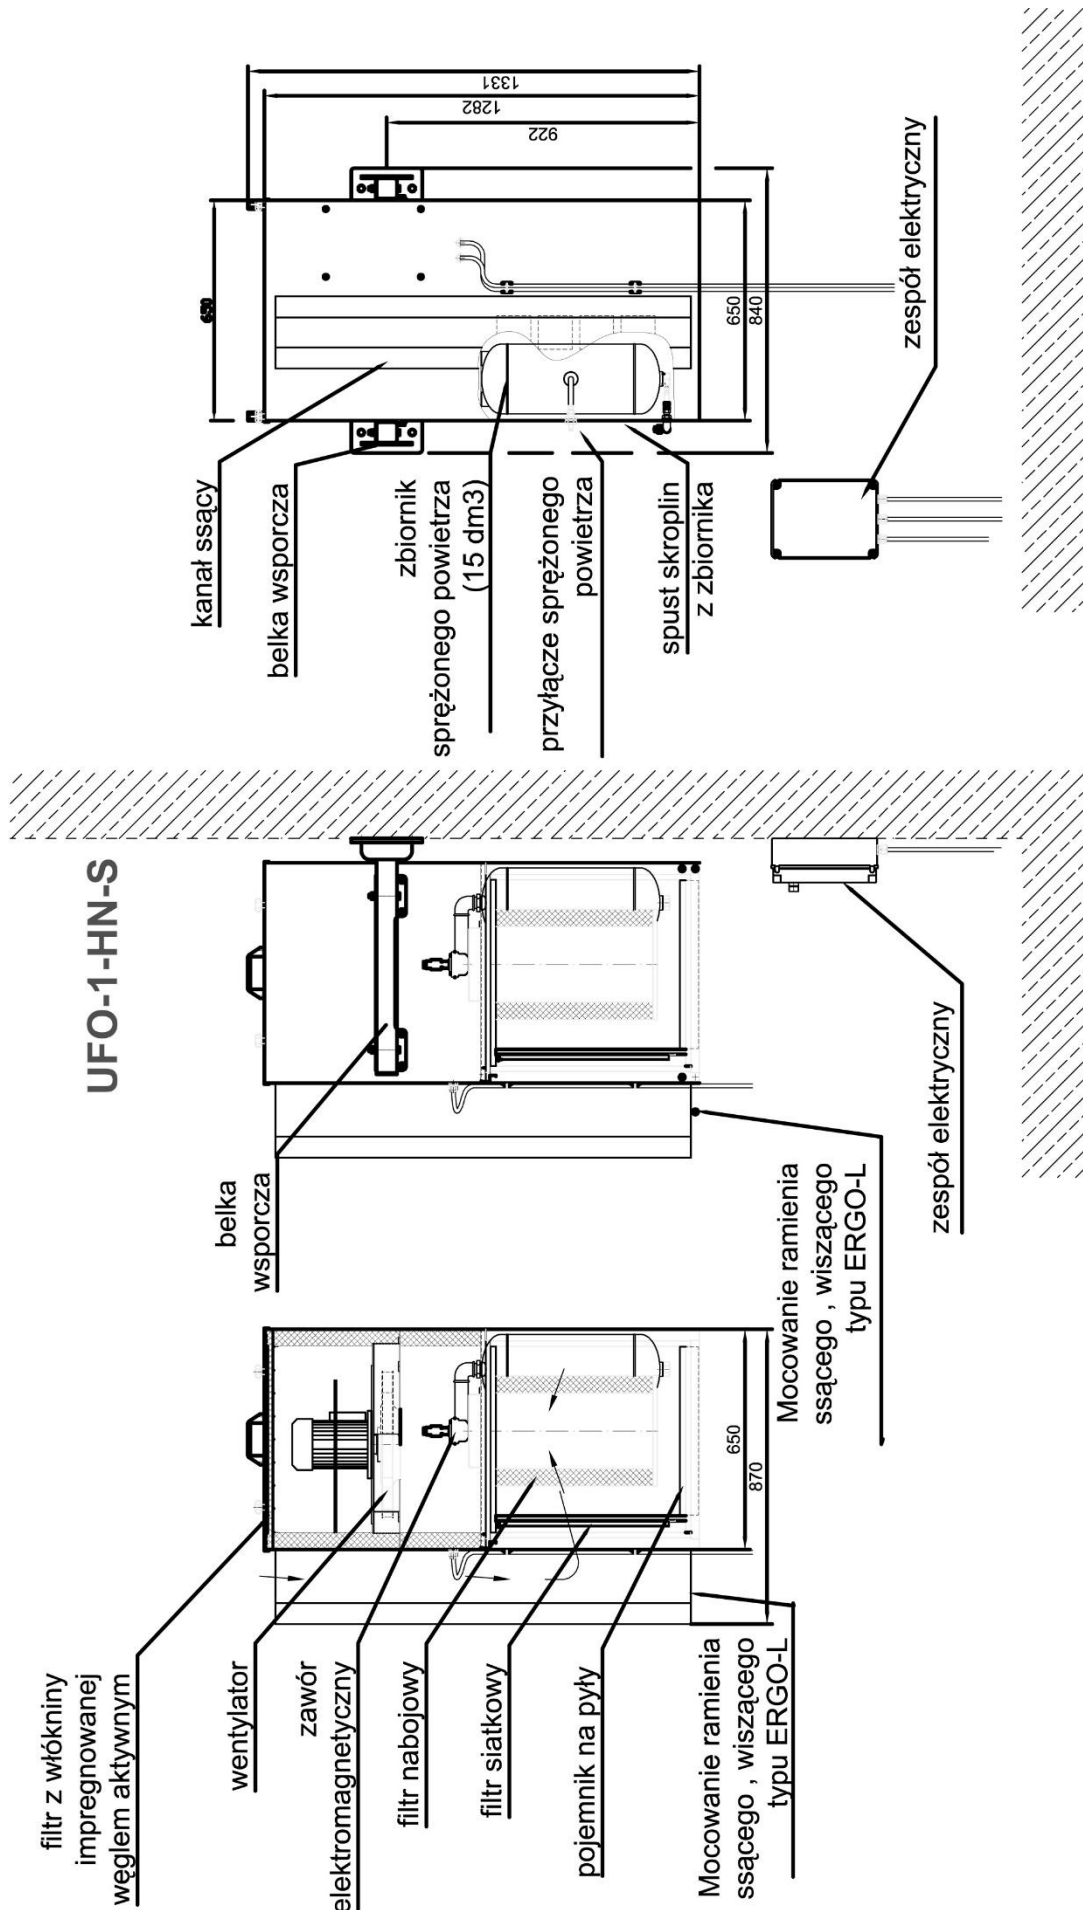 UFO-1-HN-S
filtr z włókniny
impregnowanej
węglem aktywnym
wentylator
zawór
elektromagnetyczny
filtr nabojowy
filtr siatkowy
pojemnik na pyły
Mocowanie ramienia
ssącego , wiszącego
typu ERGO-L
650
870
belka
wsporcza
Mocowanie ramienia
ssącego , wiszącego
typu ERGO-L
zespół elektryczny
kanał ssący
belka wsporcza
zbiornik
sprężonego powietrza
(15 dm3)
przyłącze sprężonego
powietrza
spust skroplin
z zbiornika
zespół elektryczny
650
1331
1282
922
650
840